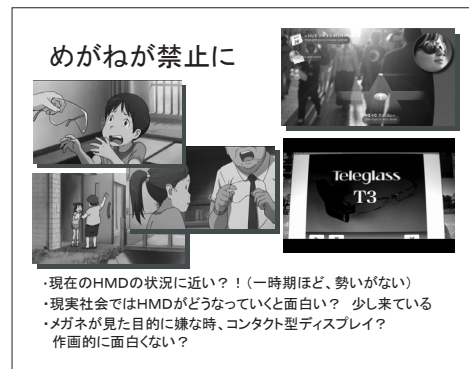 めがねが禁止に
Teleglass
T3
・現在のHMDの状況に近い？！（一時期ほど、勢いがない）
・現実社会ではHMDがどうなっていくと面白い？　少し来ている
・メガネが見た目的に嫌な時、コンタクト型ディスプレイ？
作画的に面白くない？